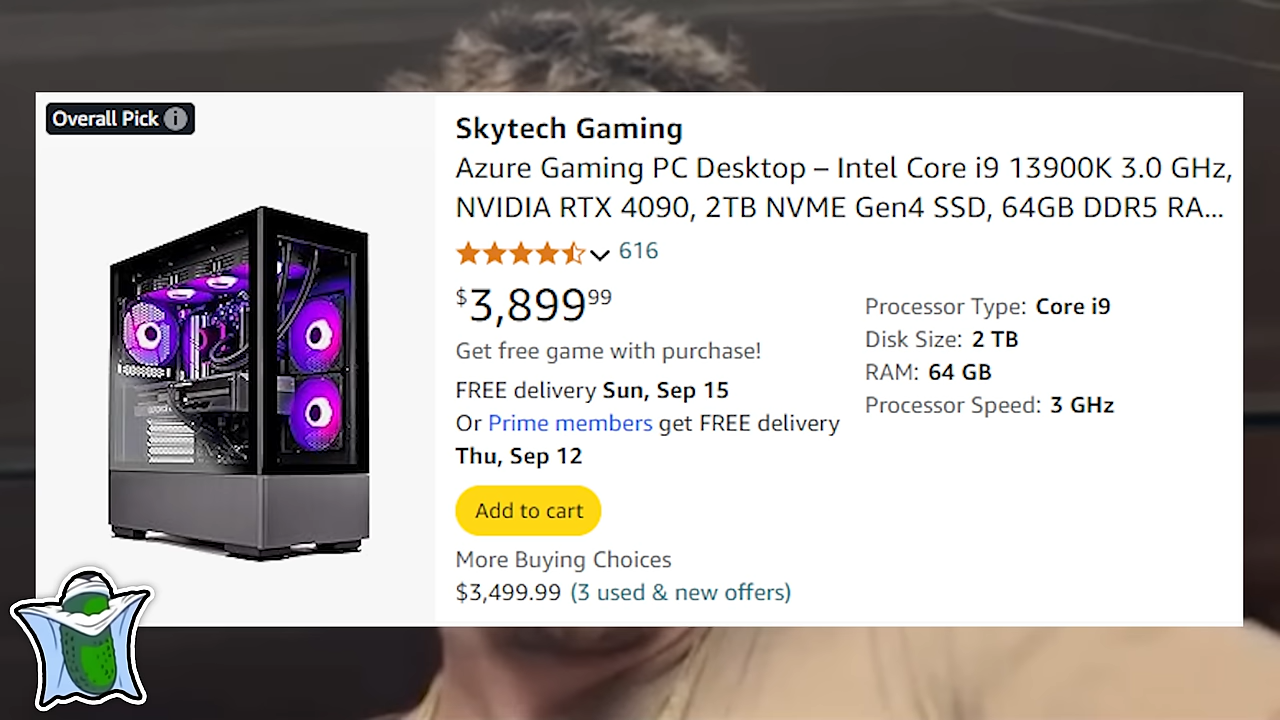 Overall Pick
Skytech Gaming
Azure Gaming PC Desktop – Intel Core i9 13900K 3.0 GHz,
NVIDIA RTX 4090, 2TB NVME Gen4 SSD, 64GB DDR5 RA...
616
$3,899.99
Get free game with purchase!
FREE delivery Sun, Sep 15
Or Prime members get FREE delivery
Thu, Sep 12
Add to cart
More Buying Choices
$3,499.99 (3 used & new offers)
Processor Type: Core i9
Disk Size: 2 TB
RAM: 64 GB
Processor Speed: 3 GHz